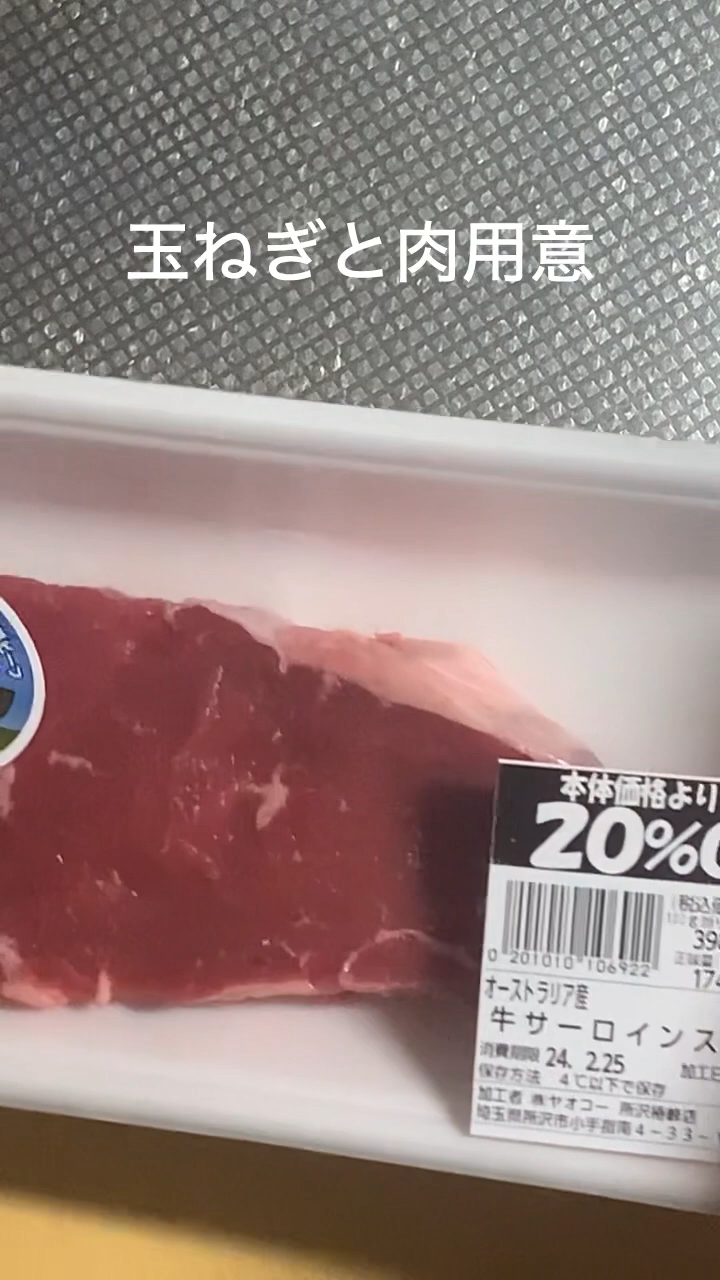 玉ねぎと肉用意
本体価格より
20%
0 201010 106922
オーストラリア産
牛サーロインス
消費期限 24. 2.25
保存方法 4℃以下で保存
加工者 ㈱ヤオコー 所沢椿峰店
埼玉県所沢市小手指南4-33-